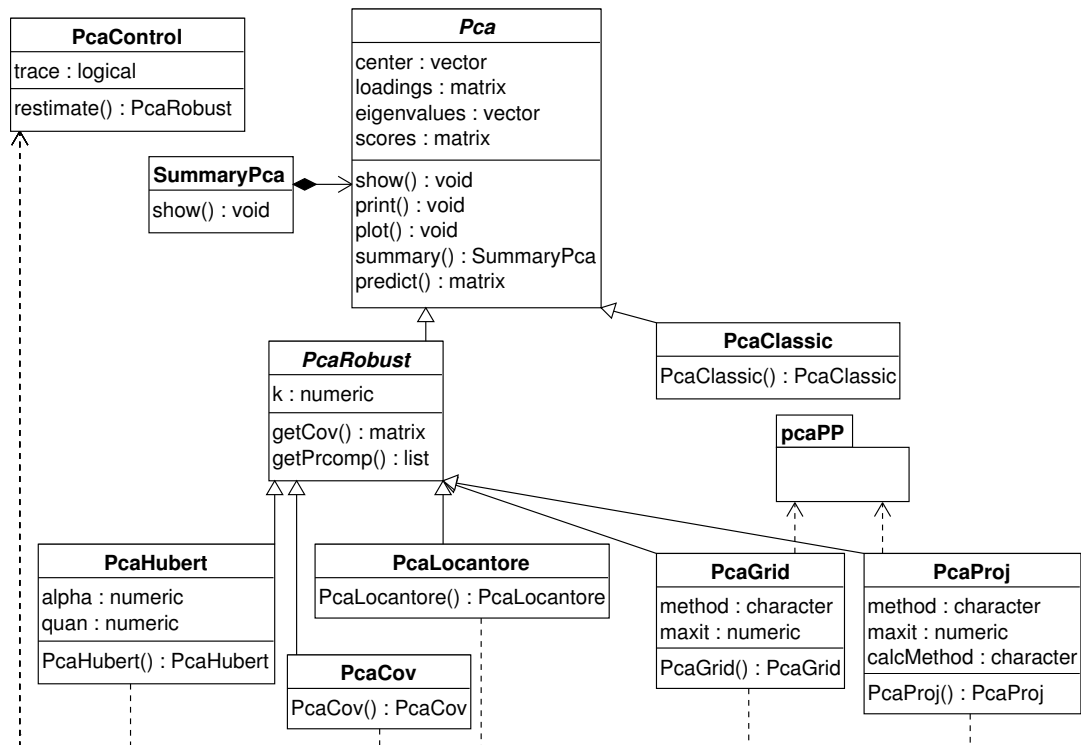 PcaControl
trace : logical
restimate() : PcaRobust
Pca
center : vector
loadings : matrix
eigenvalues : vector
scores : matrix
show() : void
print() : void
plot() : void
summary() : SummaryPca
predict() : matrix
SummaryPca
show() : void
PcaClassic
PcaClassic() : PcaClassic
PcaRobust
k : numeric
getCov() : matrix
getPrcomp() : list
pcaPP
PcaHubert
alpha : numeric
quan : numeric
PcaHubert() : PcaHubert
PcaCov
PcaCov() : PcaCov
PcaLocantore
PcaLocantore() : PcaLocantore
PcaGrid
method : character
maxit : numeric
PcaGrid() : PcaGrid
PcaProj
method : character
maxit : numeric
calcMethod : character
PcaProj() : PcaProj